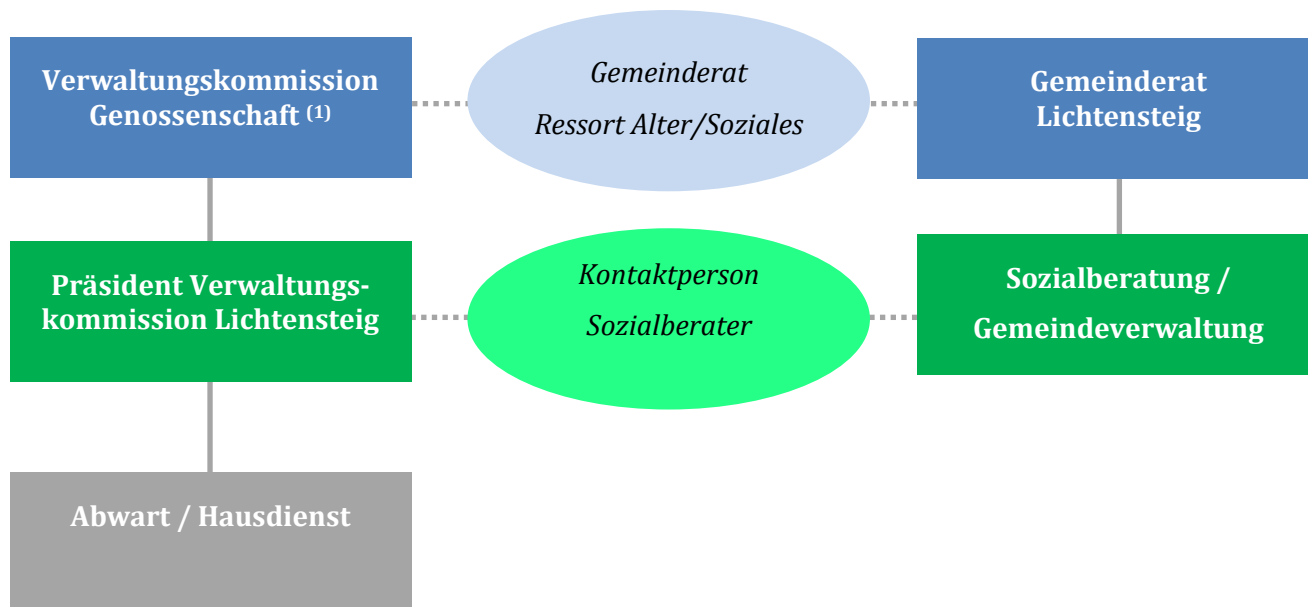 Verwaltungskommission
Genossenschaft (1)
Gemeinderat
Ressort Alter/Soziales
Gemeinderat
Lichtensteig
Präsident Verwaltungs-
kommission Lichtensteig
Kontaktperson
Sozialberater
Sozialberatung /
Gemeindeverwaltung
Abwart / Hausdienst